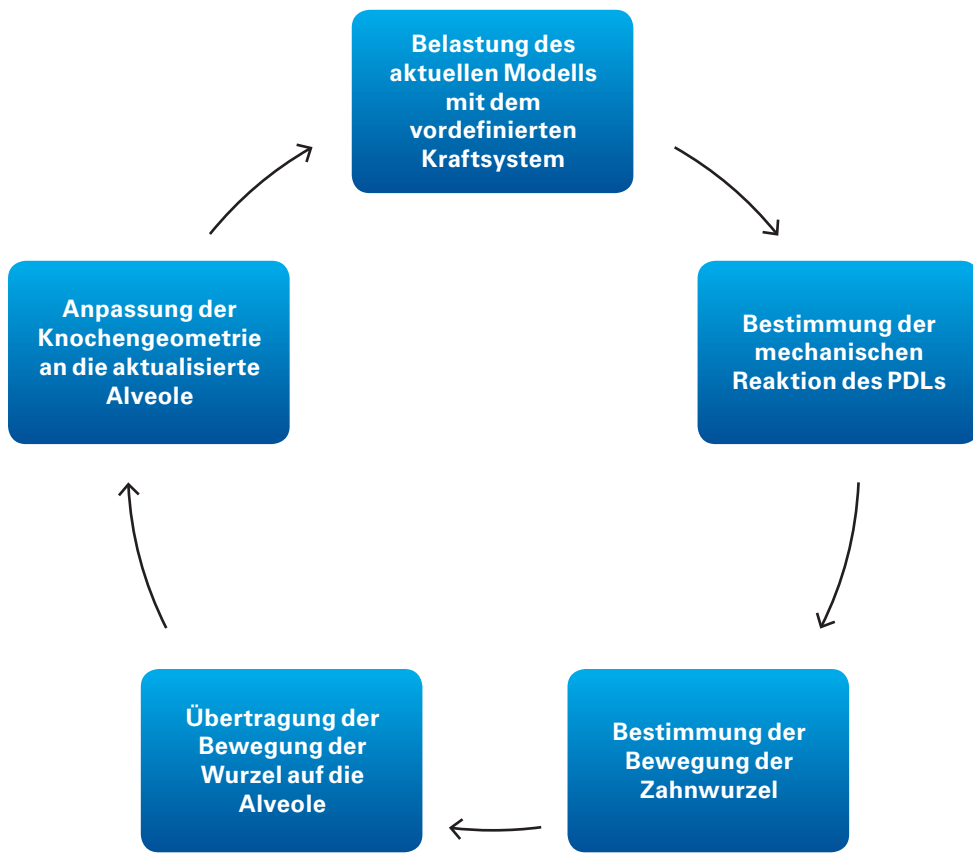 Belastung des
aktuellen Modells
mit dem
vordefinierten
Kraftsystem
Bestimmung der
mechanischen
Reaktion des PDLs
Bestimmung der
Bewegung der
Zahnwurzel
Übertragung der
Bewegung der
Wurzel auf die
Alveole
Anpassung der
Knochengeometrie
an die aktualisierte
Alveole